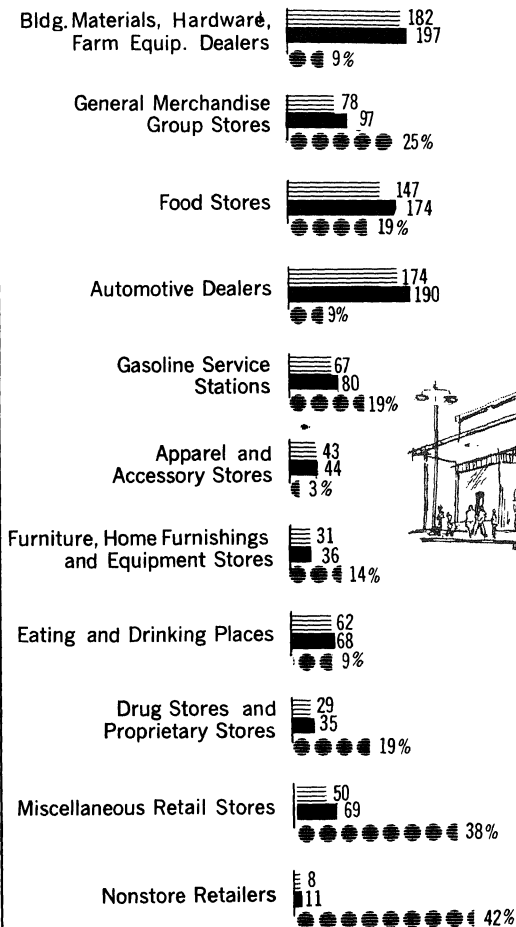 Bldg. Materials, Hardware,
Farm Equip. Dealers
182
197
9%
General Merchandise
Group Stores
78
97
25%
Food Stores
147
174
19%
Automotive Dealers
174
190
9%
Gasoline Service
Stations
67
80
19%
Apparel and
Accessory Stores
43
44
3%
Furniture, Home Furnishings
and Equipment Stores
31
36
14%
Eating and Drinking Places
62
68
9%
Drug Stores and
Proprietary Stores
29
35
19%
Miscellaneous Retail Stores
50
69
38%
Nonstore Retailers
8
11
42%